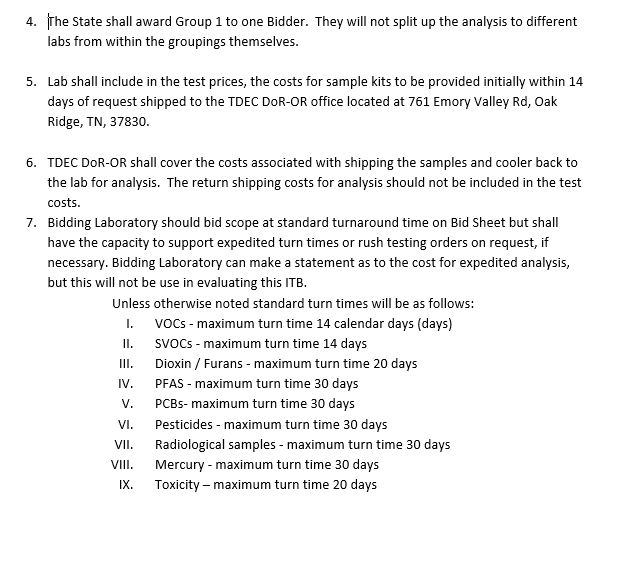 4. The State shall award Group 1 to one Bidder.  They will not split up the analysis to different
labs from within the groupings themselves.
5. Lab shall include in the test prices, the costs for sample kits to be provided initially within 14
days of request shipped to the TDEC DoR-OR office located at 761 Emory Valley Rd, Oak
Ridge, TN, 37830.
6. TDEC DoR-OR shall cover the costs associated with shipping the samples and cooler back to
the lab for analysis.  The return shipping costs for analysis should not be included in the test
costs.
7. Bidding Laboratory should bid scope at standard turnaround time on Bid Sheet but shall
have the capacity to support expedited turn times or rush testing orders on request, if
necessary. Bidding Laboratory can make a statement as to the cost for expedited analysis,
but this will not be use in evaluating this ITB.
Unless otherwise noted standard turn times will be as follows:
I. VOCs - maximum turn time 14 calendar days (days)
II. SVOCs - maximum turn time 14 days
III. Dioxin / Furans - maximum turn time 20 days
IV. PFAS - maximum turn time 30 days
V. PCBs- maximum turn time 30 days
VI. Pesticides - maximum turn time 30 days
VII. Radiological samples - maximum turn time 30 days
VIII. Mercury - maximum turn time 30 days
IX. Toxicity – maximum turn time 20 days